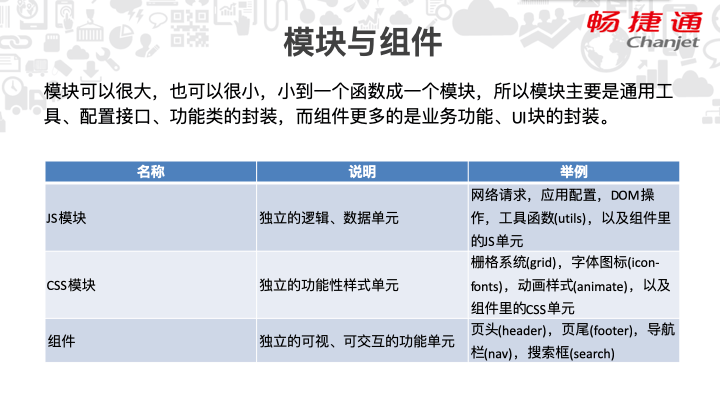 畅捷通
Chanjet
模块与组件
模块可以很大，也可以很小，小到一个函数成一个模块，所以模块主要是通用工
具、配置接口、功能类的封装，而组件更多的是业务功能、UI块的封装。
名称 说明 举例
JS模块 独立的逻辑、数据单元 网络请求，应用配置，DOM操
作，工具函数(utils)，以及组件里
的JS单元
CSS模块 独立的功能性样式单元 栅格系统(grid)，字体图标(icon-
fonts)，动画样式(animate)，以及
组件里的CSS单元
组件 独立的可视、可交互的功能单元 页头(header)，页尾(footer)，导航
栏(nav)，搜索框(search)